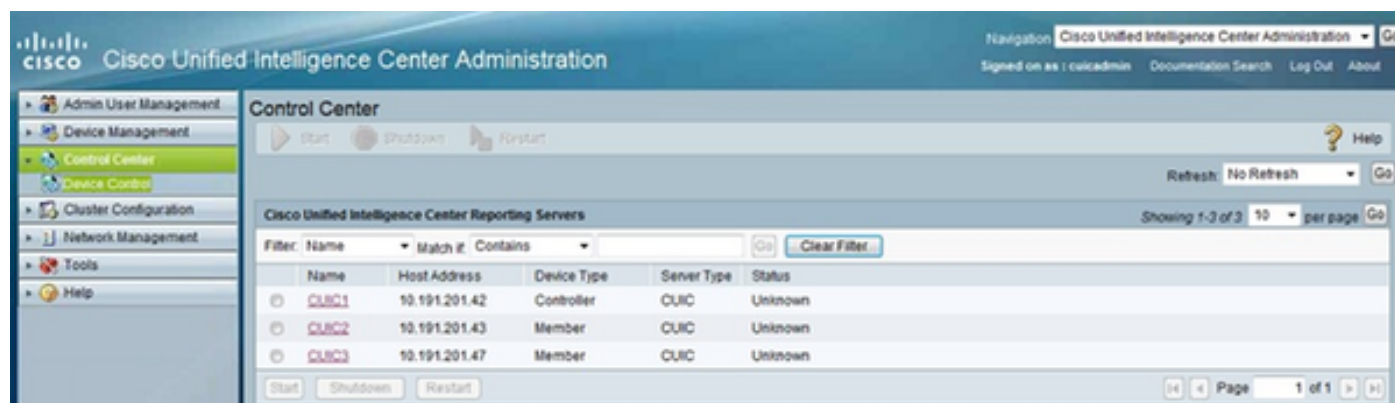 Navigation Cisco Unified Intelligence Center Administration
CISCO Cisco Unified Intelligence Center Administration
Signed on as : cuicadmin Documentation Search Log Out About
Admin User Management
Device Management
Control Center
Device Control
Cluster Configuration
Network Management
Tools
Help
Control Center
Start Shutdown Restart
Help
Refresh: No Refresh Go
Cisco Unified Intelligence Center Reporting Servers
Showing 1-3 of 3 10 per page Go
Filter: Name Match if: Contains Go Clear Filter
Name Host Address Device Type Server Type Status
CUIC1 10.191.201.42 Controller CUIC Unknown
CUIC2 10.191.201.43 Member CUIC Unknown
CUIC3 10.191.201.47 Member CUIC Unknown
Start Shutdown Restart
Page 1 of 1